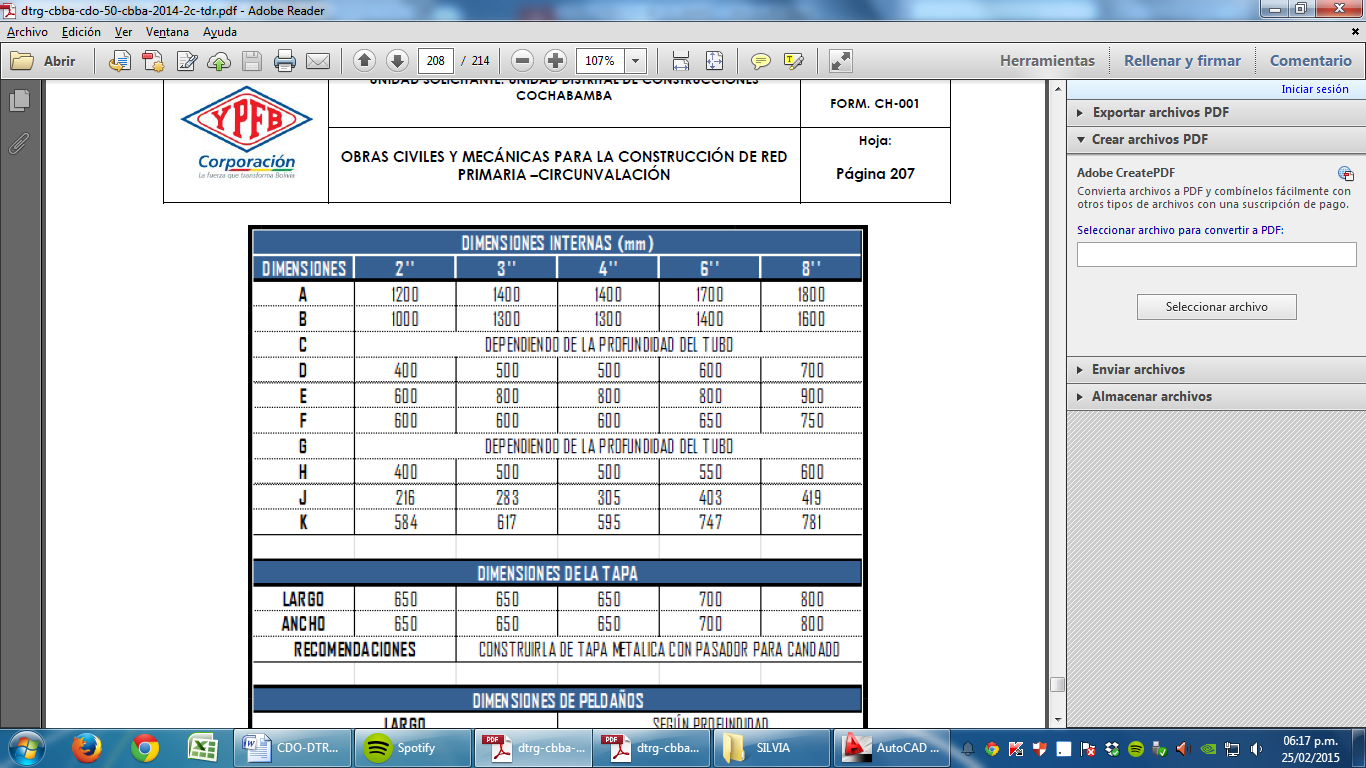 dtrg-cbba-cdo-50-cbba-2014-2c-tdr.pdf - Adobe Reader
Archivo Edición Ver Ventana Ayuda
Abrir 208 / 214 107% Herramientas Rellenar y firmar Comentario
Iniciar sesión
Exportar archivos PDF
Crear archivos PDF
Adobe CreatePDF
Convierta archivos a PDF y combínelos fácilmente con
otros tipos de archivos con una suscripción de pago.
Seleccionar archivo para convertir a PDF:
Seleccionar archivo
Enviar archivos
Almacenar archivos
YPFB
Corporación
La fuerza que transforma Bolivia
UNIDAD SOLICITANTE: UNIDAD DISTRITAL DE CONSTRUCCIONES
COCHABAMBA
FORM. CH-001
OBRAS CIVILES Y MECÁNICAS PARA LA CONSTRUCCIÓN DE RED
PRIMARIA –CIRCUNVALACIÓN
Hoja:
Página 207
DIMENSIONES INTERNAS (mm)
DIMENSIONES 2'' 3'' 4'' 6'' 8''
A 1200 1400 1400 1700 1800
B 1000 1300 1300 1400 1600
C DEPENDIENDO DE LA PROFUNDIDAD DEL TUBO
D 400 500 500 600 700
E 600 800 800 800 900
F 600 600 600 650 750
G DEPENDIENDO DE LA PROFUNDIDAD DEL TUBO
H 400 500 500 550 600
J 216 283 305 403 419
K 584 617 595 747 781
DIMENSIONES DE LA TAPA
LARGO 650 650 650 700 800
ANCHO 650 650 650 700 800
RECOMENDACIONES CONSTRUIRLA DE TAPA METALICA CON PASADOR PARA CANDADO
DIMENSIONES DE PELDAÑOS
LARGO SEGÚN PROFUNDIDAD
CDO-DTR... Spotify dtrg-cbba-... dtrg-cbba... SILVIA AutoCAD ...
06:17 p.m.
25/02/2015